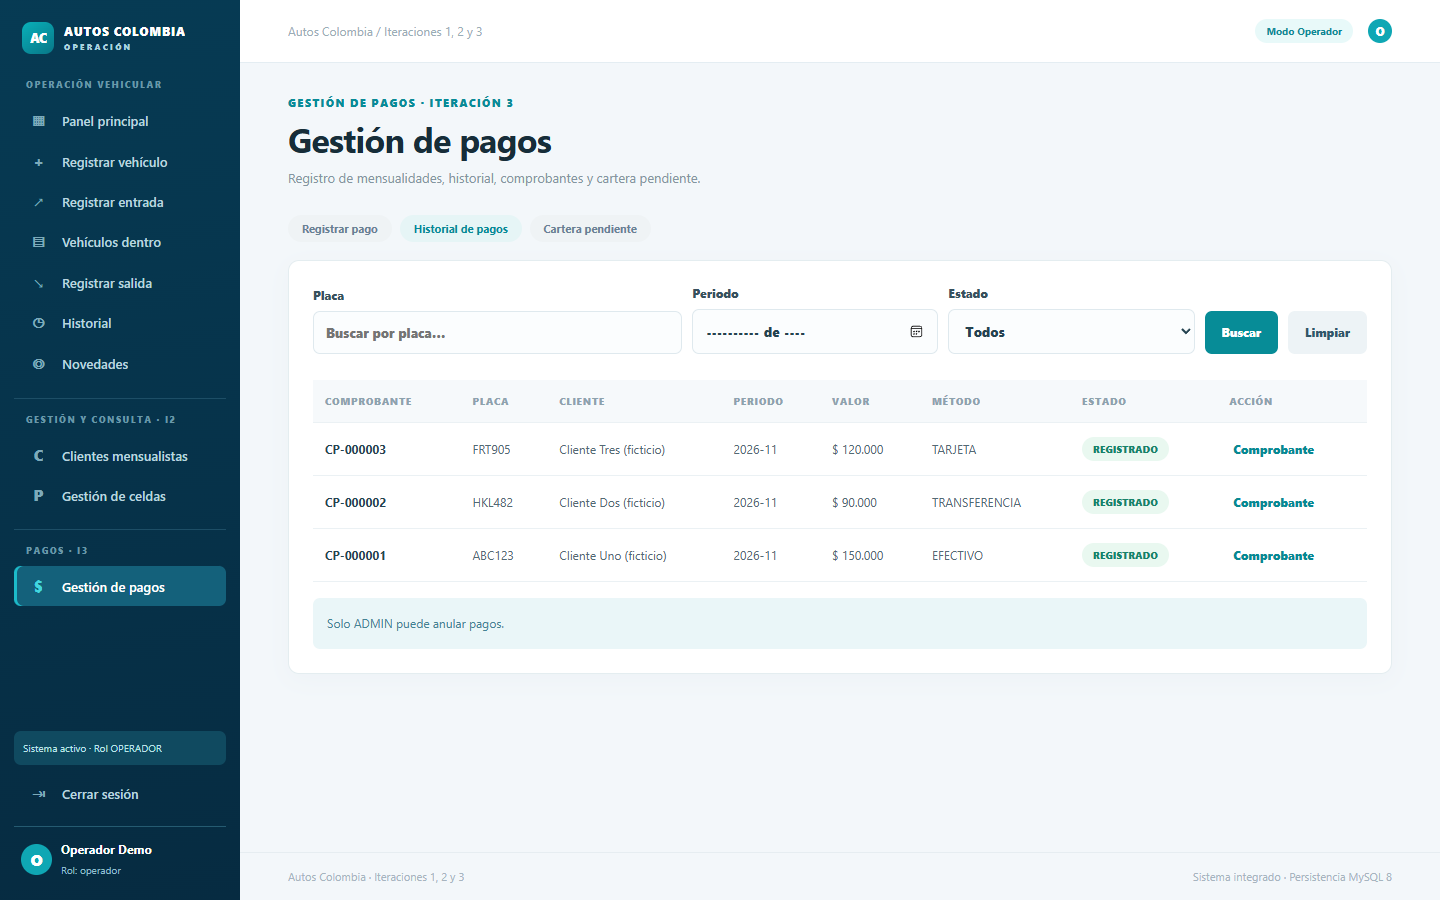 AC AUTOS COLOMBIA
OPERACIÓN
OPERACIÓN VEHICULAR
Panel principal
+ Registrar vehículo
↗ Registrar entrada
Vehículos dentro
↘ Registrar salida
Historial
Novedades
GESTIÓN Y CONSULTA · I2
C Clientes mensualistas
P Gestión de celdas
PAGOS · I3
$ Gestión de pagos
Sistema activo · Rol OPERADOR
Cerrar sesión
O Operador Demo
Rol: operador
Autos Colombia / Iteraciones 1, 2 y 3
Modo Operador O
GESTIÓN DE PAGOS · ITERACIÓN 3
Gestión de pagos
Registro de mensualidades, historial, comprobantes y cartera pendiente.
Registrar pago Historial de pagos Cartera pendiente
Placa Periodo Estado
Buscar por placa... ---------- de ---- Todos Buscar Limpiar
COMPROBANTE PLACA CLIENTE PERIODO VALOR MÉTODO ESTADO ACCIÓN
CP-000003 FRT905 Cliente Tres (ficticio) 2026-11 $ 120.000 TARJETA REGISTRADO Comprobante
CP-000002 HKL482 Cliente Dos (ficticio) 2026-11 $ 90.000 TRANSFERENCIA REGISTRADO Comprobante
CP-000001 ABC123 Cliente Uno (ficticio) 2026-11 $ 150.000 EFECTIVO REGISTRADO Comprobante
Solo ADMIN puede anular pagos.
Autos Colombia · Iteraciones 1, 2 y 3
Sistema integrado · Persistencia MySQL 8